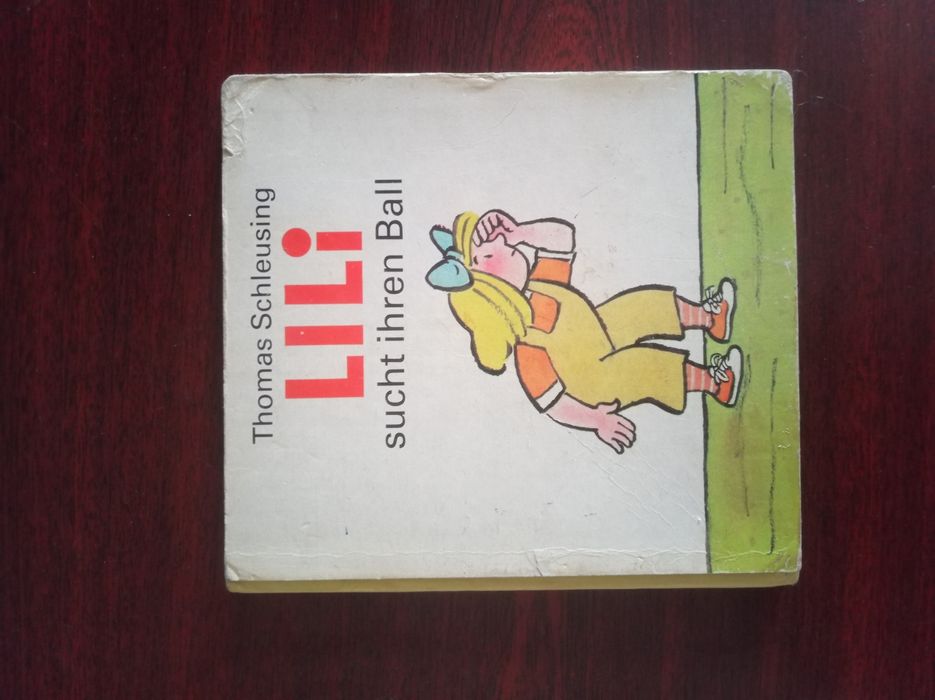 Thomas Schleusing
LILi
sucht ihren Ball